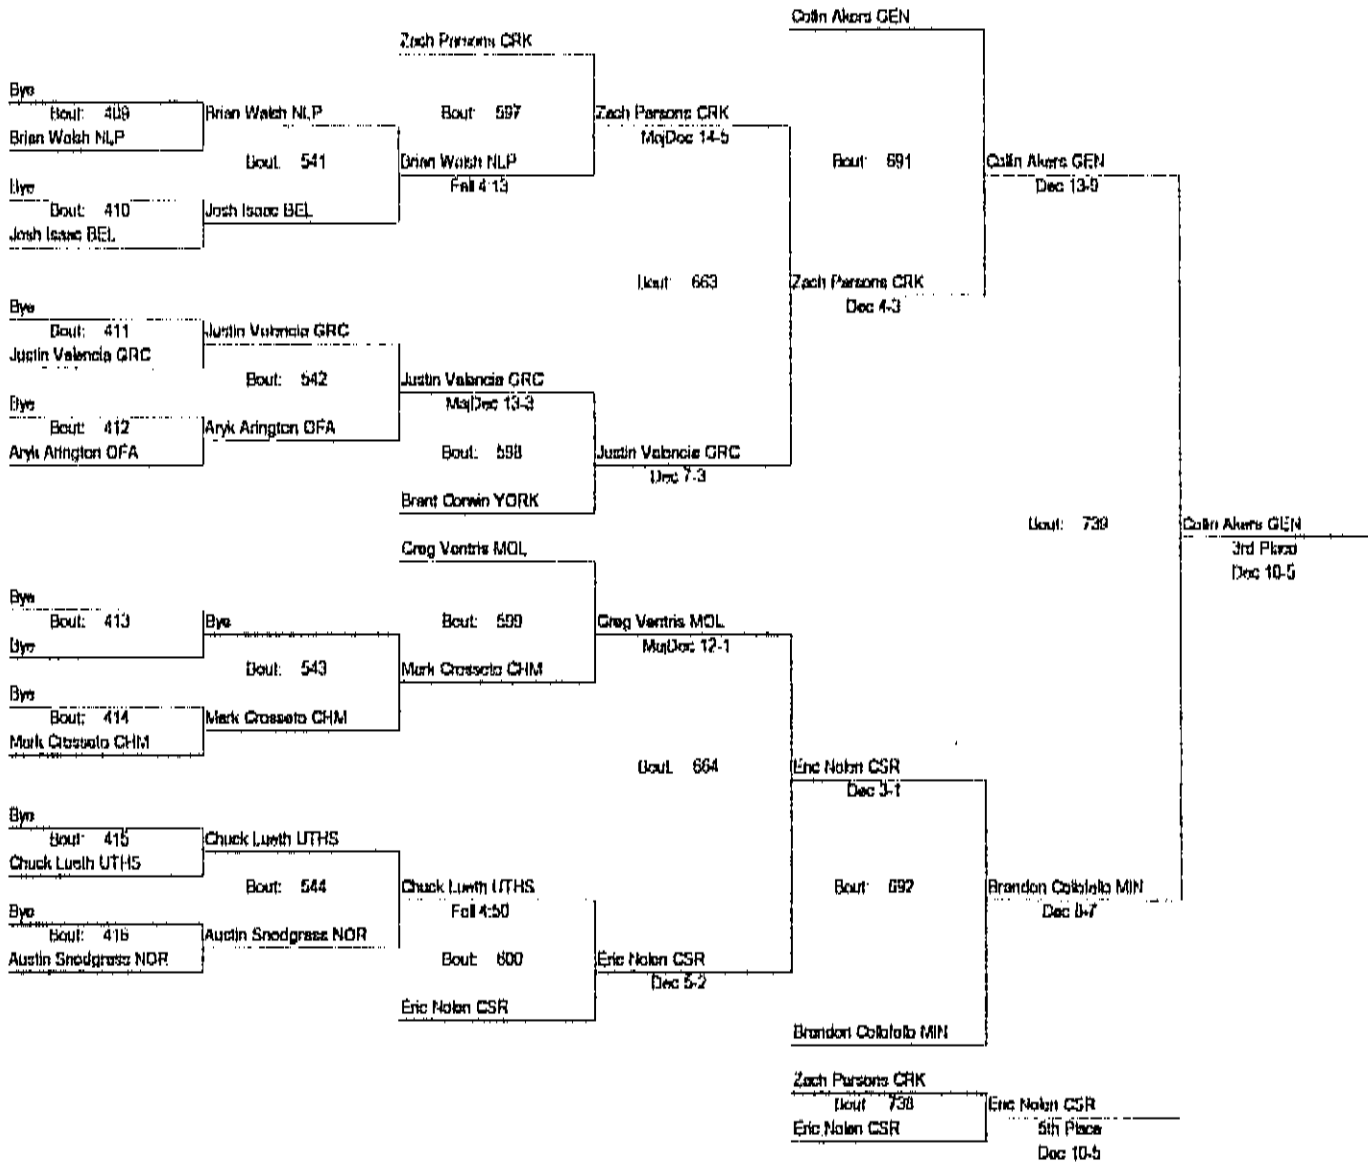 Colin Akers GEN
Zach Parsons CRK
Bye
Bout: 409
Brian Walsh NLP
Brian Walsh NLP
Bout: 597
Zach Parsons CRK
MajDec 14-5
Brian Walsh NLP
Bout: 541
Brian Walsh NLP
Fall 4:13
Bout: 691
Colin Akers GEN
Dec 13-9
Bye
Bout: 410
Josh Isaac BEL
Josh Isaac BEL
Bout: 663
Zach Parsons CRK
Dec 4-3
Bye
Bout: 411
Justin Valencia GRC
Justin Valencia GRC
Bout: 542
Justin Valencia GRC
MajDec 13-3
Bye
Bout: 412
Aryk Arington OFA
Aryk Arington OFA
Bout: 598
Justin Valencia GRC
Dec 7-3
Brent Corwin YORK
Bout: 739
Colin Akers GEN
3rd Place
Dec 10-5
Greg Ventris MOL
Bye
Bout: 413
Bye
Bye
Bout: 599
Greg Ventris MOL
MajDec 12-1
Bout: 543
Mark Crosseto CHM
Bye
Bout: 414
Mark Crosseto CHM
Mark Crosseto CHM
Bout: 664
Eric Nolen CSR
Dec 3-1
Bye
Bout: 415
Chuck Lueth UTHS
Chuck Lueth UTHS
Bout: 544
Chuck Lueth UTHS
Fall 4:50
Bout: 692
Brandon Collofello MIN
Bye
Bout: 416
Austin Snodgrass NOR
Austin Snodgrass NOR
Bout: 600
Eric Nolen CSR
Dec 5-2
Eric Nolen CSR
Brandon Collofello MIN
Zach Parsons CRK
Bout: 738
Eric Nolen CSR
Eric Nolen CSR
5th Place
Dec 10-5